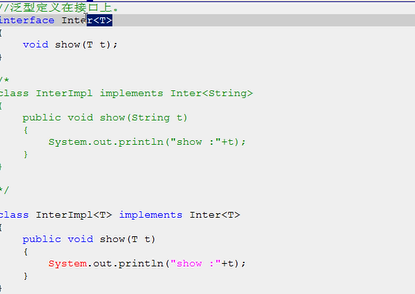 //泛型定义在接口上。
interface Inter<T>
{
void show(T t);
}
/*
class InterImpl implements Inter<String>
{
public void show(String t)
{
System.out.println("show :"+t);
}
}
*/
class InterImpl<T> implements Inter<T>
{
public void show(T t)
{
System.out.println("show :"+t);
}
}